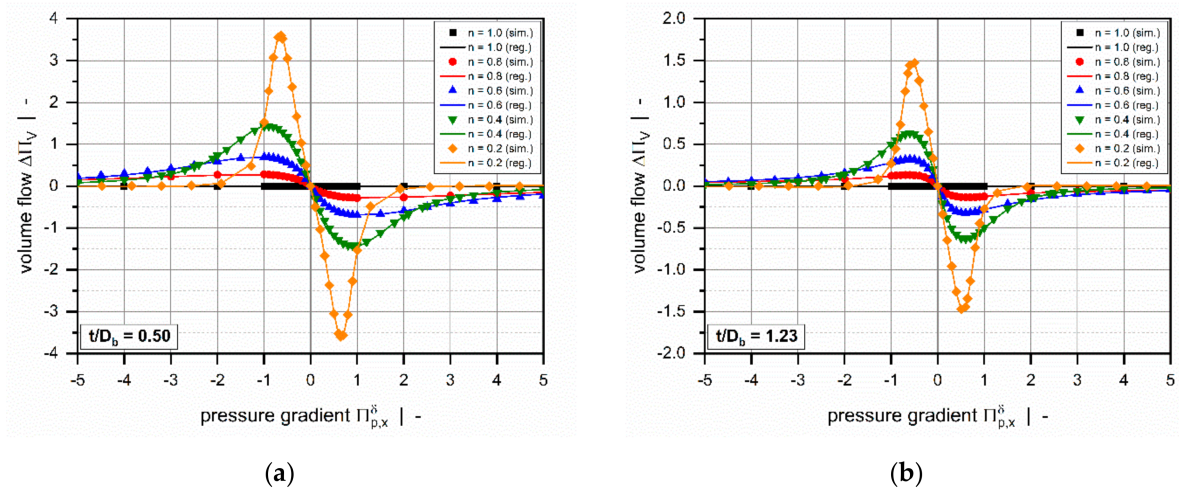 4
3
2
1
0
-1
-2
-3
-4
volume flow ΔΠV | -
n = 1.0 (sim.)
n = 1.0 (reg.)
n = 0.8 (sim.)
n = 0.8 (reg.)
n = 0.6 (sim.)
n = 0.6 (reg.)
n = 0.4 (sim.)
n = 0.4 (reg.)
n = 0.2 (sim.)
n = 0.2 (reg.)
t/Db = 0.50
-5 -4 -3 -2 -1 0 1 2 3 4 5
pressure gradient Πδp,x | -
(a)
2.0
1.5
1.0
0.5
0.0
-0.5
-1.0
-1.5
-2.0
volume flow ΔΠV | -
n = 1.0 (sim.)
n = 1.0 (reg.)
n = 0.8 (sim.)
n = 0.8 (reg.)
n = 0.6 (sim.)
n = 0.6 (reg.)
n = 0.4 (sim.)
n = 0.4 (reg.)
n = 0.2 (sim.)
n = 0.2 (reg.)
t/Db = 1.23
-5 -4 -3 -2 -1 0 1 2 3 4 5
pressure gradient Πδp,x | -
(b)